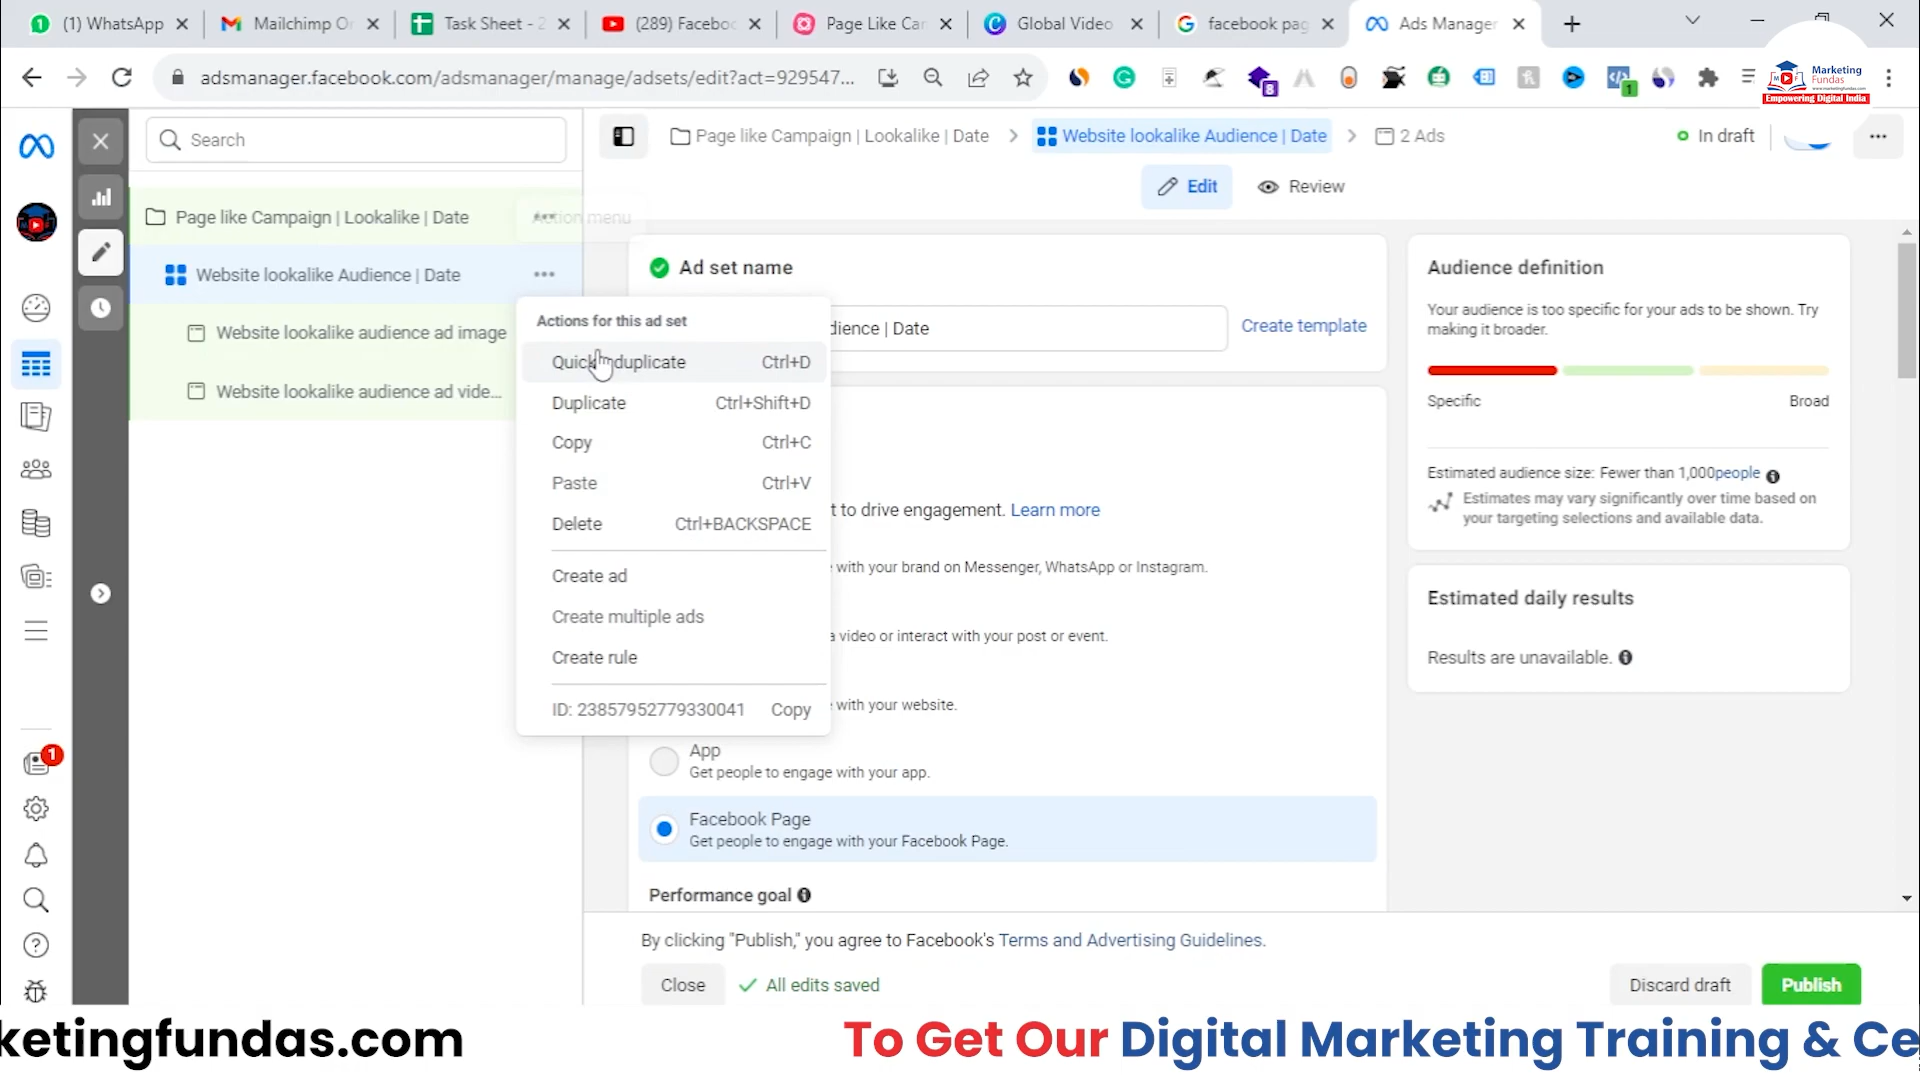 (1) WhatsApp
Mailchimp Or
Task Sheet - 2
(289) Facebo
Page Like Car
Global Video
facebook pag
Ads Manager
adsmanager.facebook.com/adsmanager/manage/adsets/edit?act=929547...
8
1
Marketing
Fundas
www.marketingfundas.com
Empowering Digital India
Search
Page like Campaign | Lookalike | Date
Website lookalike Audience | Date
2 Ads
In draft
Edit
Review
Page like Campaign | Lookalike | Date
Action menu
Website lookalike Audience | Date
Website lookalike audience ad image
Website lookalike audience ad vide...
Actions for this ad set
Quick duplicate Ctrl+D
Duplicate Ctrl+Shift+D
Copy Ctrl+C
Paste Ctrl+V
Delete Ctrl+BACKSPACE
Create ad
Create multiple ads
Create rule
ID: 23857952779330041 Copy
Ad set name
dience | Date
Create template
t to drive engagement. Learn more
with your brand on Messenger, WhatsApp or Instagram.
a video or interact with your post or event.
with your website.
App
Get people to engage with your app.
Facebook Page
Get people to engage with your Facebook Page.
Performance goal
Audience definition
Your audience is too specific for your ads to be shown. Try
making it broader.
Specific Broad
Estimated audience size: Fewer than 1,000people
Estimates may vary significantly over time based on
your targeting selections and available data.
Estimated daily results
Results are unavailable.
1
By clicking "Publish," you agree to Facebook's Terms and Advertising Guidelines.
Close
All edits saved
Discard draft
Publish
ketingfundas.com
To Get Our Digital Marketing Training & Ce